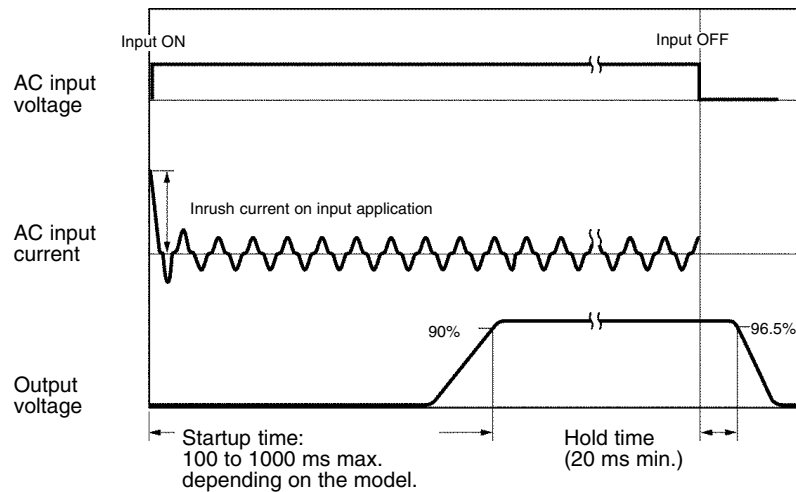 Input ON
Input OFF
AC input
voltage
Inrush current on input application
AC input
current
90%
96.5%
Output
voltage
Startup time:
100 to 1000 ms max.
depending on the model.
Hold time
(20 ms min.)